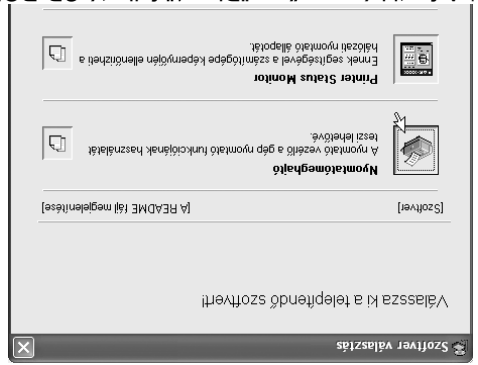 Szoftver választás
Válassza ki a telepítendő szoftvert!
[Szoftver] [A README fájl megjelenítése]
Nyomtatómeghajtó
A nyomtató vezérlő a gép nyomtató funkciójának használatát
teszi lehetővé.
Printer Status Monitor
Ennek segítségével a számítógépe képernyőjén ellenőrizheti a
hálózati nyomtató állapotát.